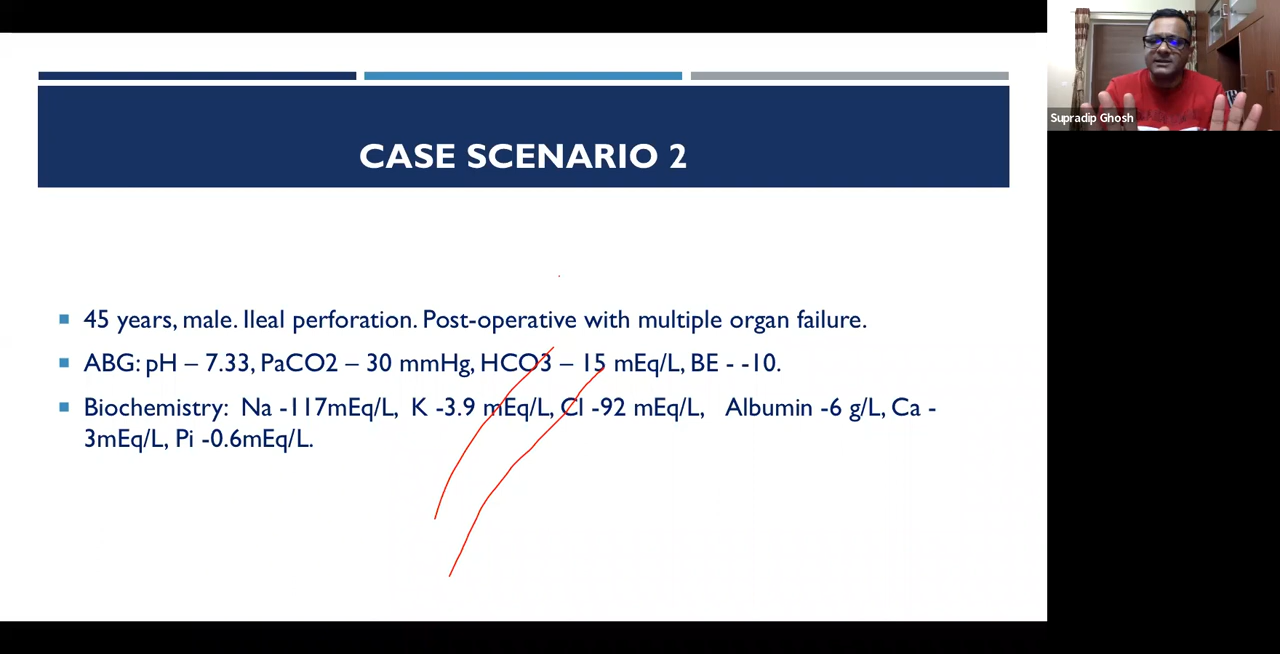 Supradip Ghosh
CASE SCENARIO 2
45 years, male. Ileal perforation. Post-operative with multiple organ failure.
ABG: pH – 7.33, PaCO2 – 30 mmHg, HCO3 – 15 mEq/L, BE - -10.
Biochemistry: Na -117mEq/L, K -3.9 mEq/L, Cl -92 mEq/L, Albumin -6 g/L, Ca -
3mEq/L, Pi -0.6mEq/L.